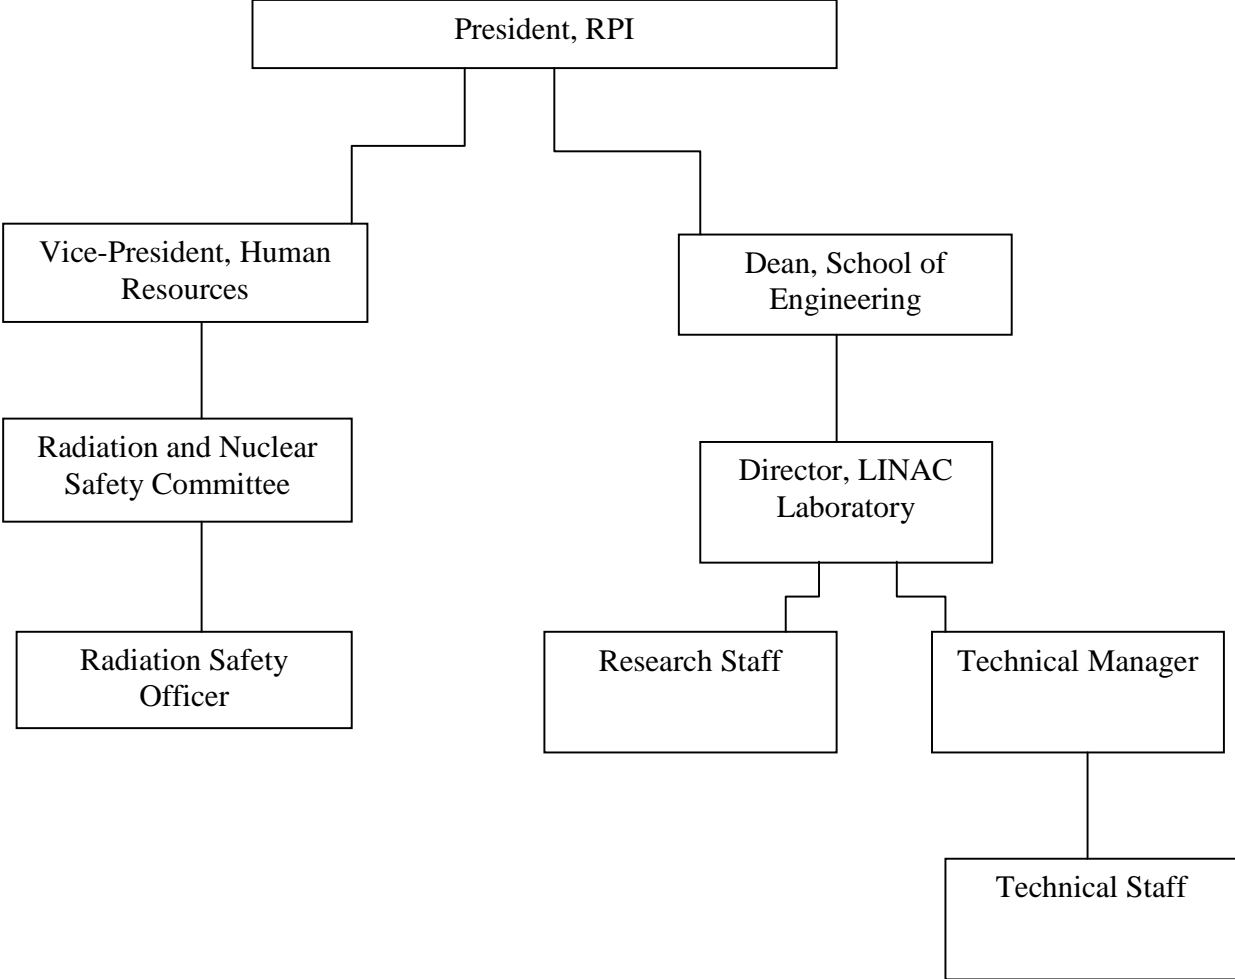 President, RPI
Vice-President, Human
Resources
Dean, School of
Engineering
Radiation and Nuclear
Safety Committee
Director, LINAC
Laboratory
Radiation Safety
Officer
Research Staff
Technical Manager
Technical Staff